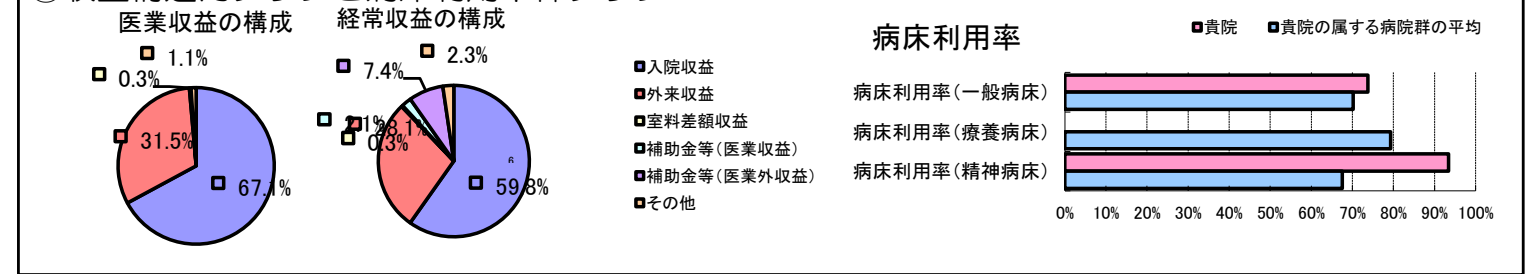 医業収益の構成
経常収益の構成
1.1%
0.3%
31.5%
67.1%
2.3%
7.4%
2.1%
28.1%
0.3%
59.8%
入院収益
外来収益
室料差額収益
補助金等(医業収益)
補助金等(医業外収益)
その他
病床利用率
貴院
貴院の属する病院群の平均
病床利用率(一般病床)
病床利用率(療養病床)
病床利用率(精神病床)
0% 10% 20% 30% 40% 50% 60% 70% 80% 90% 100%